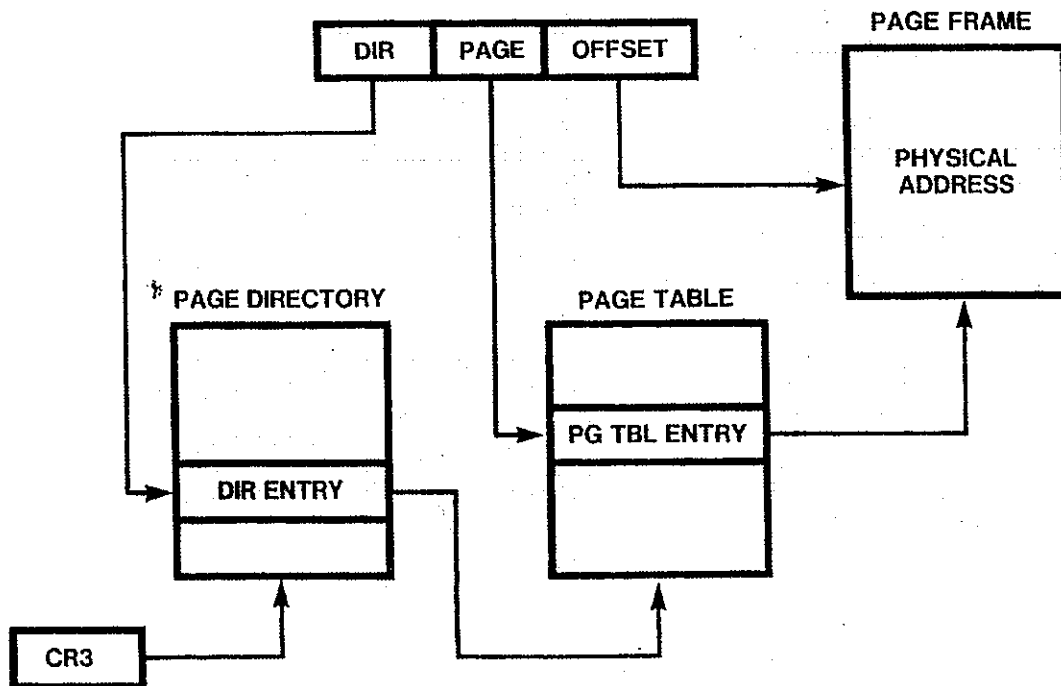 PAGE FRAME
DIR PAGE OFFSET
PHYSICAL
ADDRESS
PAGE DIRECTORY
PAGE TABLE
PG TBL ENTRY
DIR ENTRY
CR3